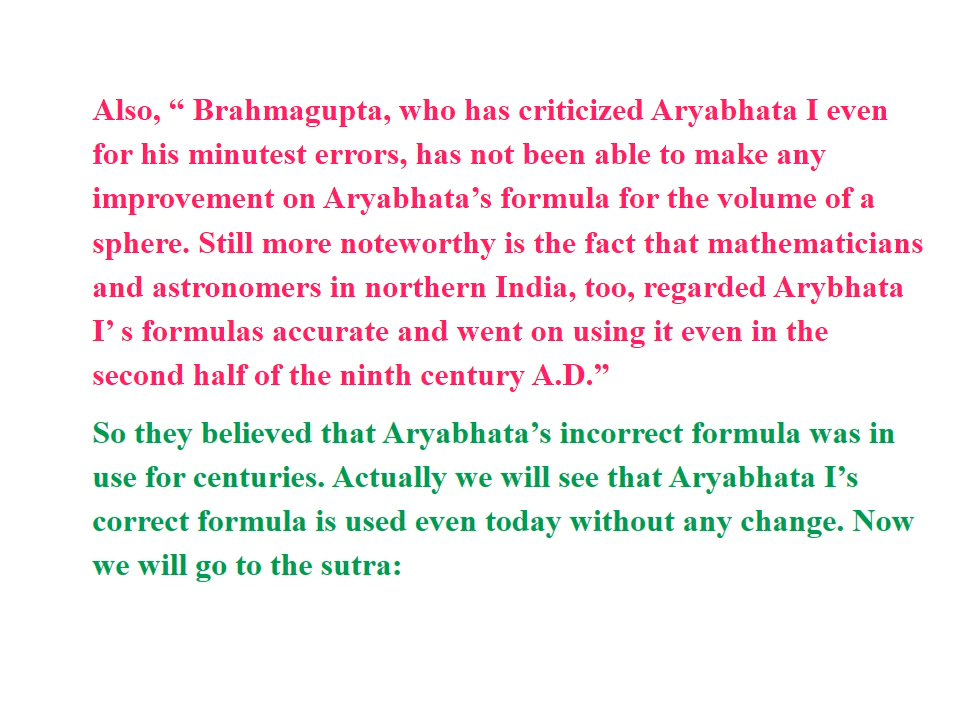 Also, “ Brahmagupta, who has criticized Aryabhata I even
for his minutest errors, has not been able to make any
improvement on Aryabhata’s formula for the volume of a
sphere. Still more noteworthy is the fact that mathematicians
and astronomers in northern India, too, regarded Arybhata
I’ s formulas accurate and went on using it even in the
second half of the ninth century A.D.”
So they believed that Aryabhata’s incorrect formula was in
use for centuries. Actually we will see that Aryabhata I’s
correct formula is used even today without any change. Now
we will go to the sutra: